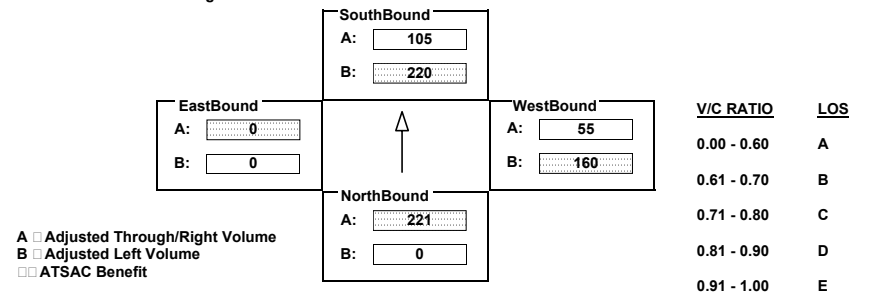 SouthBound
A: 105
B: 220
EastBound
A: 0
B: 0
WestBound
A: 55
B: 160
NorthBound
A: 221
B: 0
A □ Adjusted Through/Right Volume
B □ Adjusted Left Volume
□□ ATSAC Benefit
V/C RATIO LOS
0.00 - 0.60 A
0.61 - 0.70 B
0.71 - 0.80 C
0.81 - 0.90 D
0.91 - 1.00 E